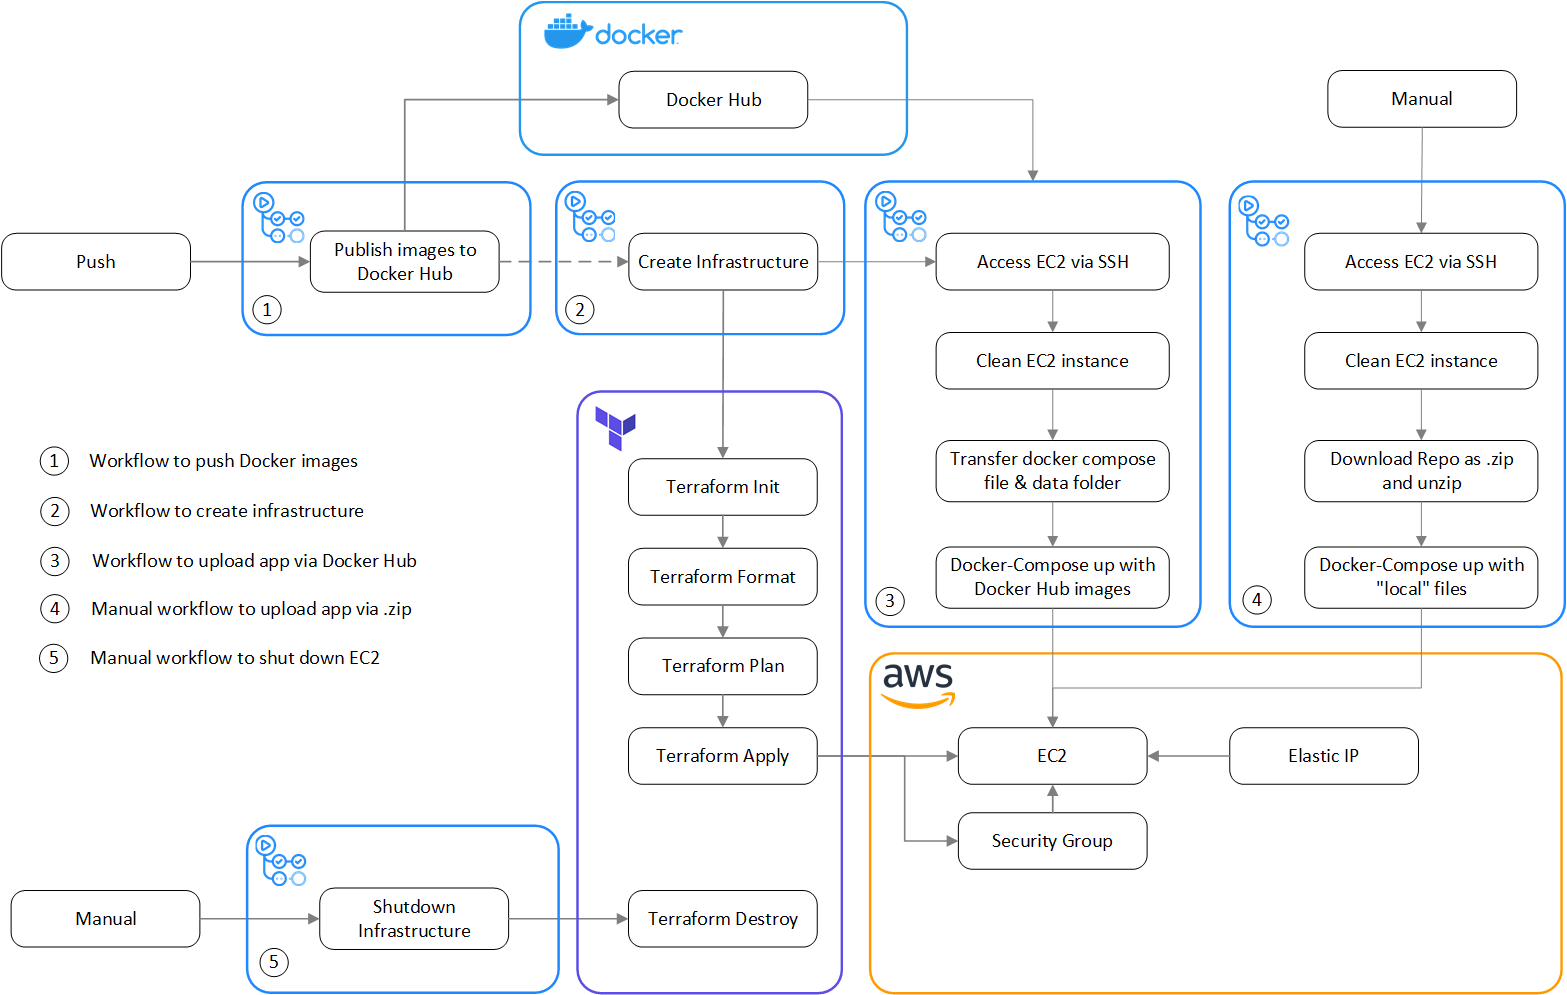 docker
Docker Hub
Manual
Push
Publish images to
Docker Hub
1
Create Infrastructure
2
Access EC2 via SSH
Clean EC2 instance
Transfer docker compose
file & data folder
Docker-Compose up with
Docker Hub images
3
Access EC2 via SSH
Clean EC2 instance
Download Repo as .zip
and unzip
Docker-Compose up with
"local" files
4
1 Workflow to push Docker images
2 Workflow to create infrastructure
3 Workflow to upload app via Docker Hub
4 Manual workflow to upload app via .zip
5 Manual workflow to shut down EC2
Terraform Init
Terraform Format
Terraform Plan
Terraform Apply
aws
EC2
Elastic IP
Security Group
Manual
Shutdown
Infrastructure
5
Terraform Destroy